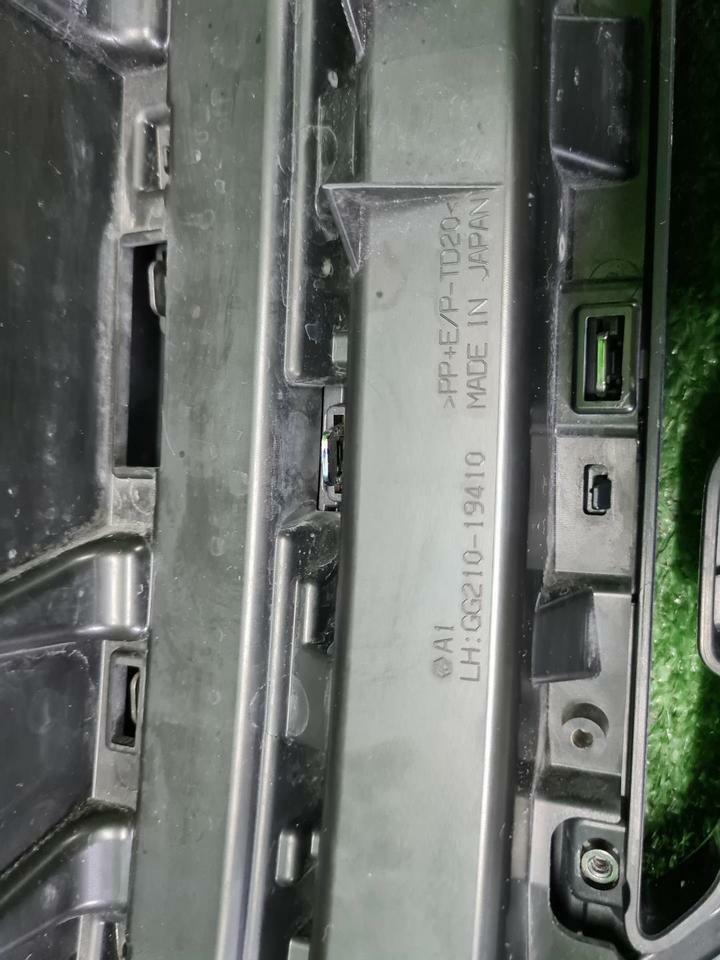 >PP+E/P-TD20<
MADE IN JAPAN
A1
LH:GG210-19410